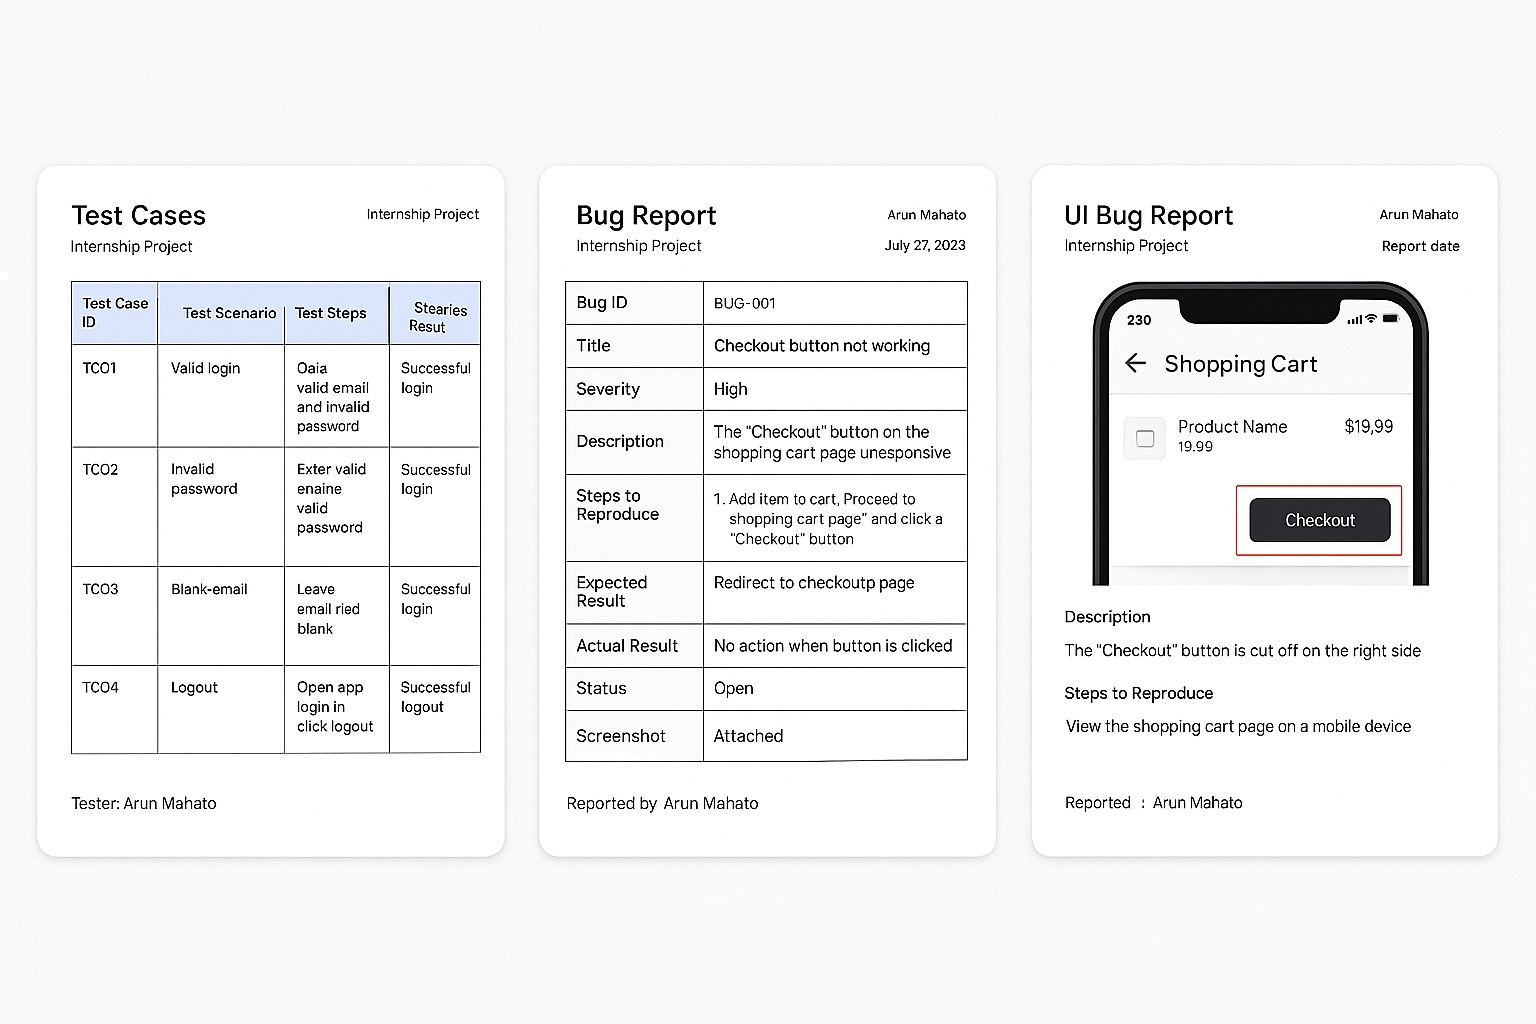 Test Cases
Internship Project
Internship Project
Test Case
ID
Test Scenario
Test Steps
Stearies
Resut
TC01
Valid login
Oaia
valid email
and invalid
password
Successful
login
TC02
Invalid
password
Exter valid
enaine
valid
password
Successful
login
TC03
Blank-email
Leave
email ried
blank
Successful
login
TC04
Logout
Open app
login in
click logout
Successful
logout
Tester: Arun Mahato
Bug Report
Arun Mahato
Internship Project
July 27, 2023
Bug ID
BUG-001
Title
Checkout button not working
Severity
High
Description
The "Checkout" button on the
shopping cart page unesponsive
Steps to
Reproduce
1. Add item to cart, Proceed to
shopping cart page" and click a
"Checkout" button
Expected
Result
Redirect to checkoutp page
Actual Result
No action when button is clicked
Status
Open
Screenshot
Attached
Reported by Arun Mahato
UI Bug Report
Arun Mahato
Internship Project
Report date
230
Shopping Cart
Product Name
$19,99
19.99
Checkout
Description
The "Checkout" button is cut off on the right side
Steps to Reproduce
View the shopping cart page on a mobile device
Reported : Arun Mahato